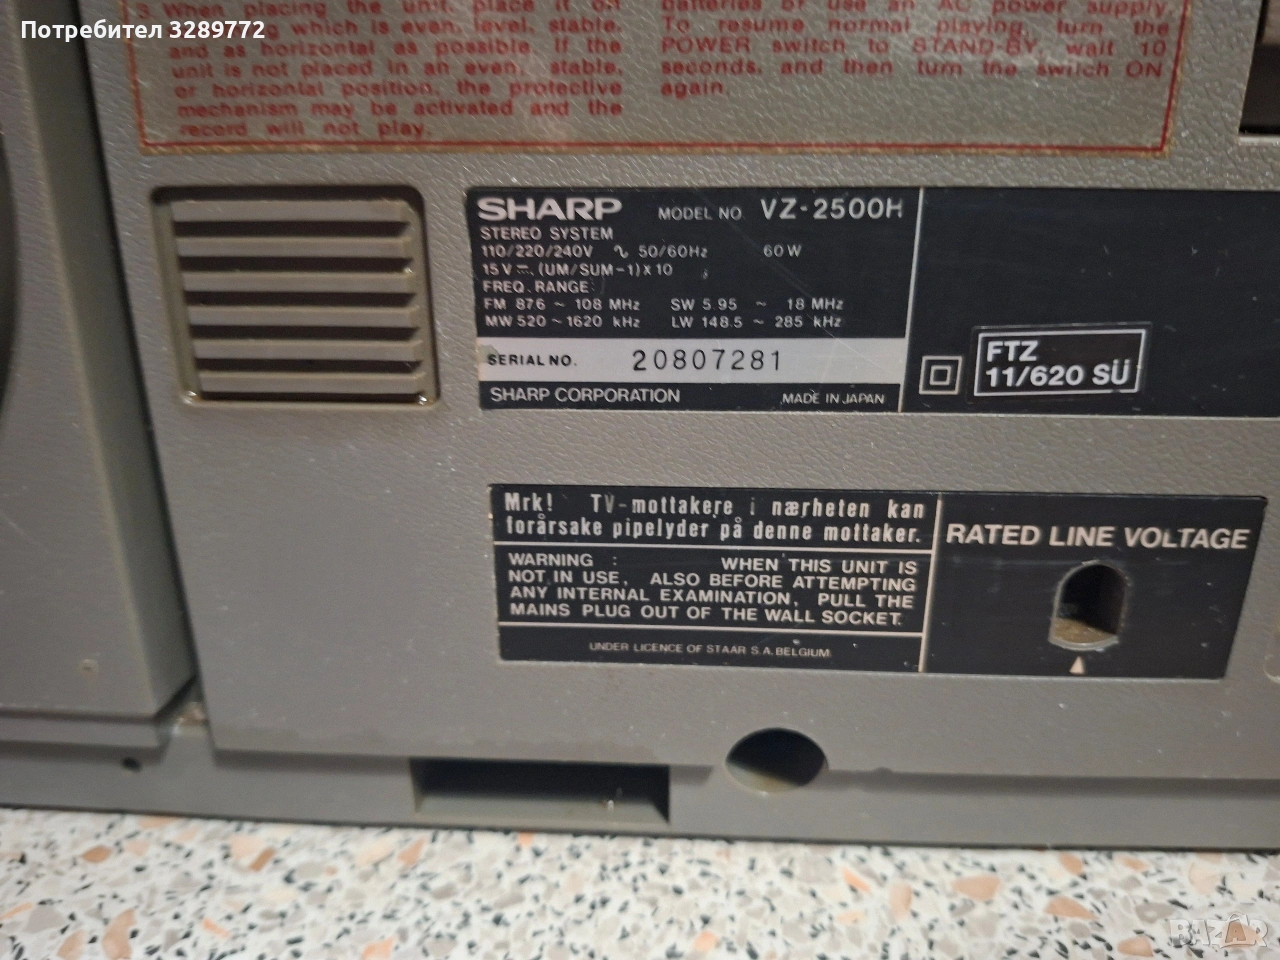 Потребител 3289772
3. When placing the unit, place it on
which is even, level, stable,
and as horizontal as possible. If the
unit is not placed in an even, stable,
or horizontal position, the protective
mechanism may be activated and the
record will not play.
batteries or use an AC power supply.
To resume normal playing, turn the
POWER switch to STAND-BY, wait 10
seconds, and then turn the switch ON
again.
SHARP MODEL NO. VZ-2500H
STEREO SYSTEM
110/220/240V ∿ 50/60Hz 60W
15V ⎓ (UM/SUM-1) x 10
FREQ. RANGE:
FM 87.6 ~ 108 MHz SW 5.95 ~ 18 MHz
MW 520 ~ 1620 kHz LW 148.5 ~ 285 kHz
SERIAL NO. 20807281
SHARP CORPORATION MADE IN JAPAN
FTZ
11/620 SÜ
Mrk! TV-mottakere i nærheten kan
forårsake pipelyder på denne mottaker.
WARNING : WHEN THIS UNIT IS
NOT IN USE, ALSO BEFORE ATTEMPTING
ANY INTERNAL EXAMINATION, PULL THE
MAINS PLUG OUT OF THE WALL SOCKET.
UNDER LICENCE OF STAAR S.A. BELGIUM
RATED LINE VOLTAGE
BAZAR